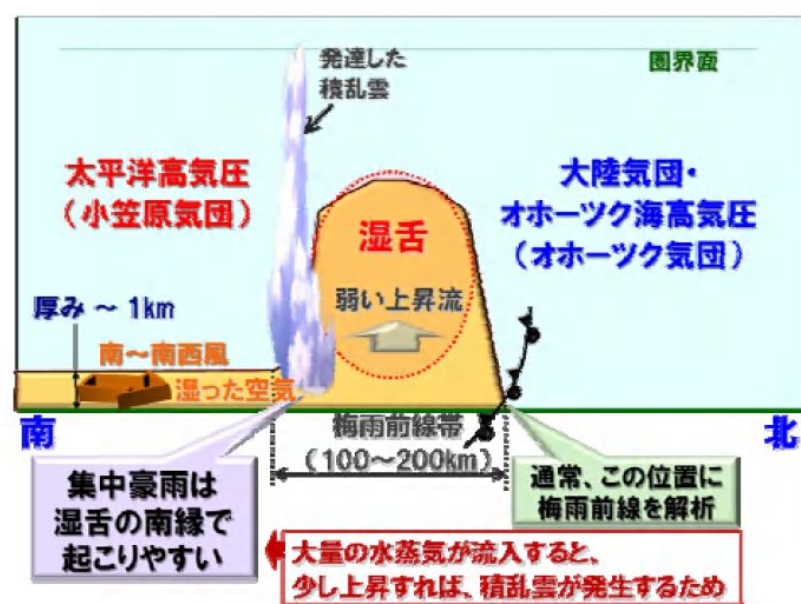 発達した
積乱雲
圏界面
太平洋高気圧
(小笠原気団)
大陸気団・
オホーツク海高気圧
(オホーツク気団)
湿舌
弱い上昇流
厚み ～ 1km
南～南西風
湿った空気
南
梅雨前線帯
(100～200km)
北
集中豪雨は
湿舌の南縁で
起こりやすい
通常、この位置に
梅雨前線を解析
大量の水蒸気が流入すると、
少し上昇すれば、積乱雲が発生するため